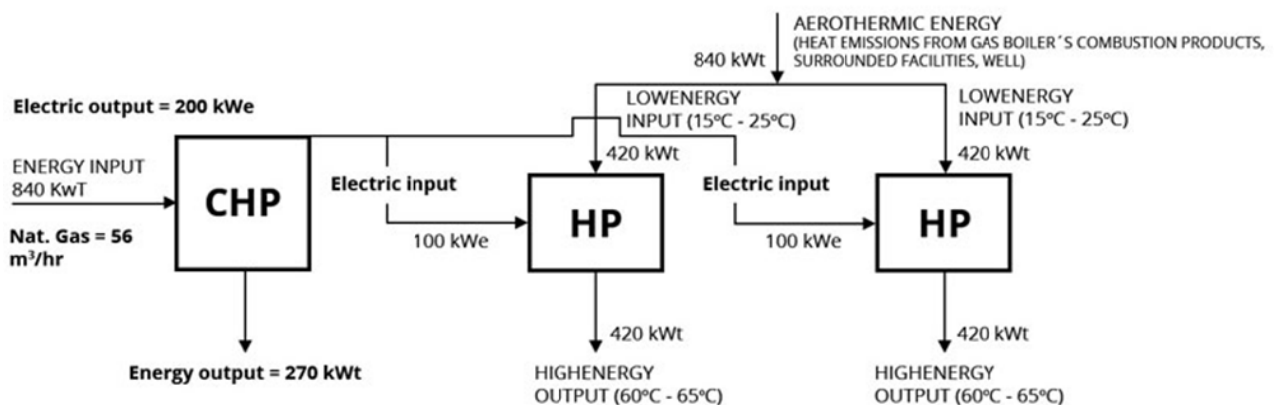 AEROTHERMIC ENERGY
(HEAT EMISSIONS FROM GAS BOILER´S COMBUSTION PRODUCTS,
SURROUNDED FACILITIES, WELL)
840 kWt
Electric output = 200 kWe
LOWENERGY
INPUT (15ºC - 25ºC)
LOWENERGY
INPUT (15ºC - 25ºC)
420 kWt
420 kWt
ENERGY INPUT
840 KwT
CHP
Electric input
HP
Electric input
HP
Nat. Gas = 56
m³/hr
100 kWe
100 kWe
420 kWt
420 kWt
Energy output = 270 kWt
HIGHENERGY
OUTPUT (60ºC - 65ºC)
HIGHENERGY
OUTPUT (60ºC - 65ºC)